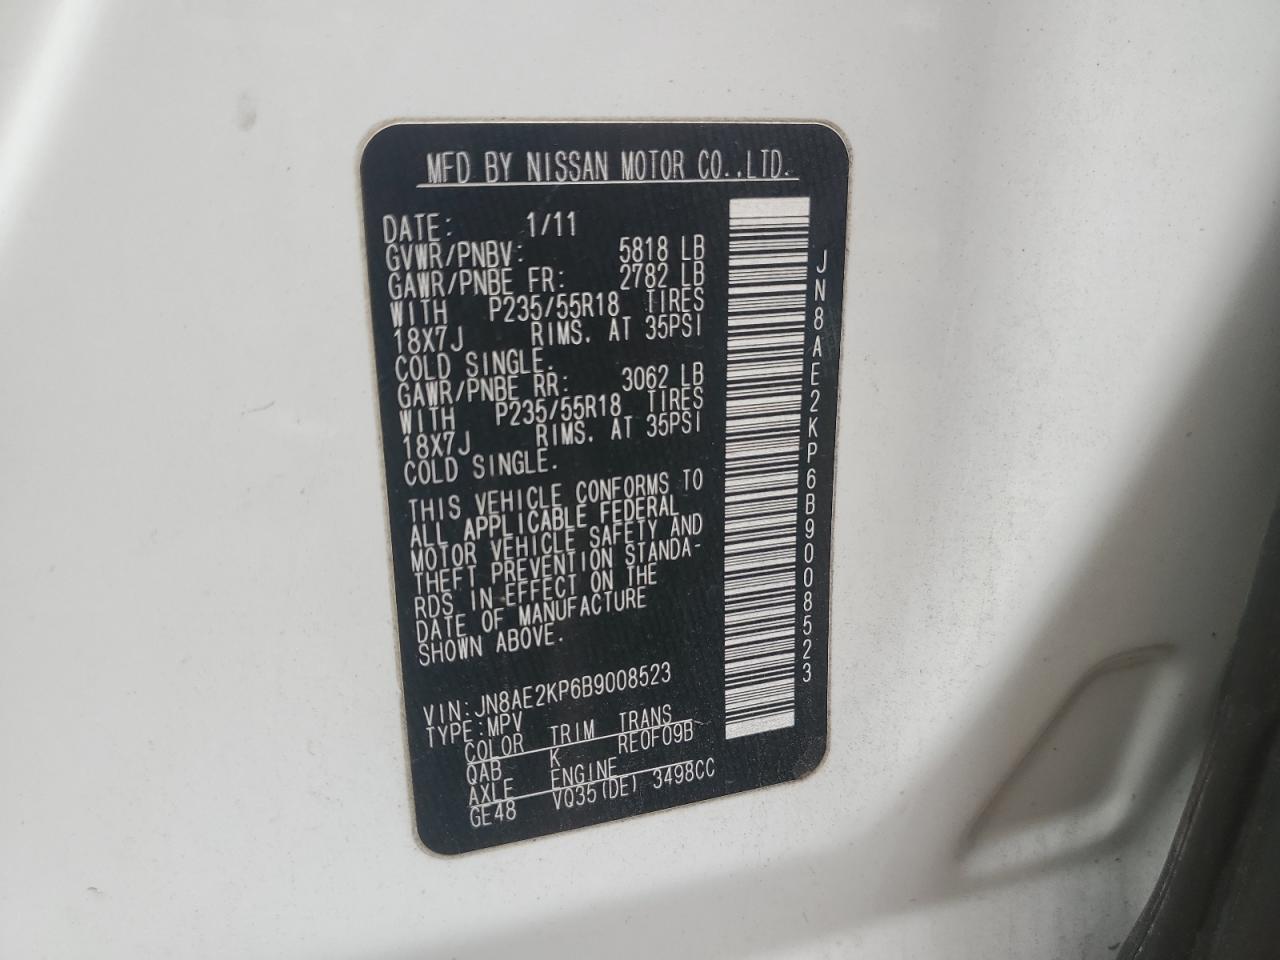 MFD BY NISSAN MOTOR CO.,LTD.
DATE: 1/11
GVWR/PNBV: 5818 LB
GAWR/PNBE FR: 2782 LB
WITH P235/55R18 TIRES
18X7J RIMS. AT 35PSI
COLD SINGLE.
GAWR/PNBE RR: 3062 LB
WITH P235/55R18 TIRES
18X7J RIMS. AT 35PSI
COLD SINGLE.
THIS VEHICLE CONFORMS TO
ALL APPLICABLE FEDERAL
MOTOR VEHICLE SAFETY AND
THEFT PREVENTION STANDA-
RDS IN EFFECT ON THE
DATE OF MANUFACTURE
SHOWN ABOVE.
VIN: JN8AE2KP6B9008523
TYPE: MPV
COLOR TRIM TRANS
QAB K RE0F09B
AXLE ENGINE
GE48 VQ35(DE) 3498CC
JN8AE2KP6B9008523